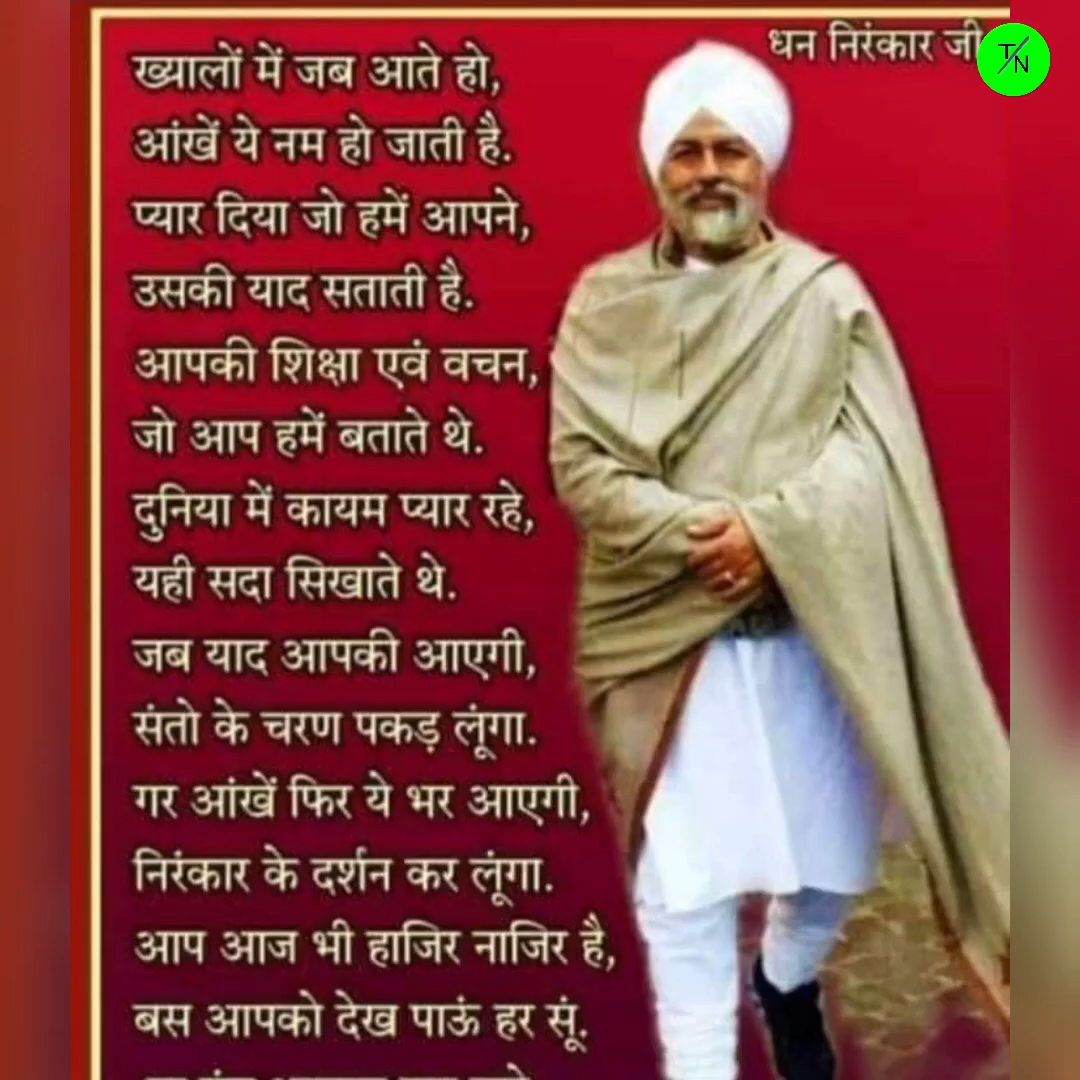 धन निरंकार जी
T/N
ख्यालों में जब आते हो,
आंखें ये नम हो जाती है.
प्यार दिया जो हमें आपने,
उसकी याद सताती है.
आपकी शिक्षा एवं वचन,
जो आप हमें बताते थे.
दुनिया में कायम प्यार रहे,
यही सदा सिखाते थे.
जब याद आपकी आएगी,
संतो के चरण पकड़ लूंगा.
गर आंखें फिर ये भर आएगी,
निरंकार के दर्शन कर लूंगा.
आप आज भी हाजिर नाजिर है,
बस आपको देख पाऊं हर सूं.